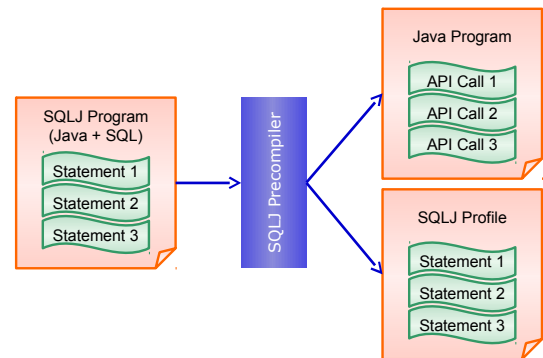 SQLJ Program
(Java + SQL)
Statement 1
Statement 2
Statement 3
SQLJ Precompiler
Java Program
API Call 1
API Call 2
API Call 3
SQLJ Profile
Statement 1
Statement 2
Statement 3